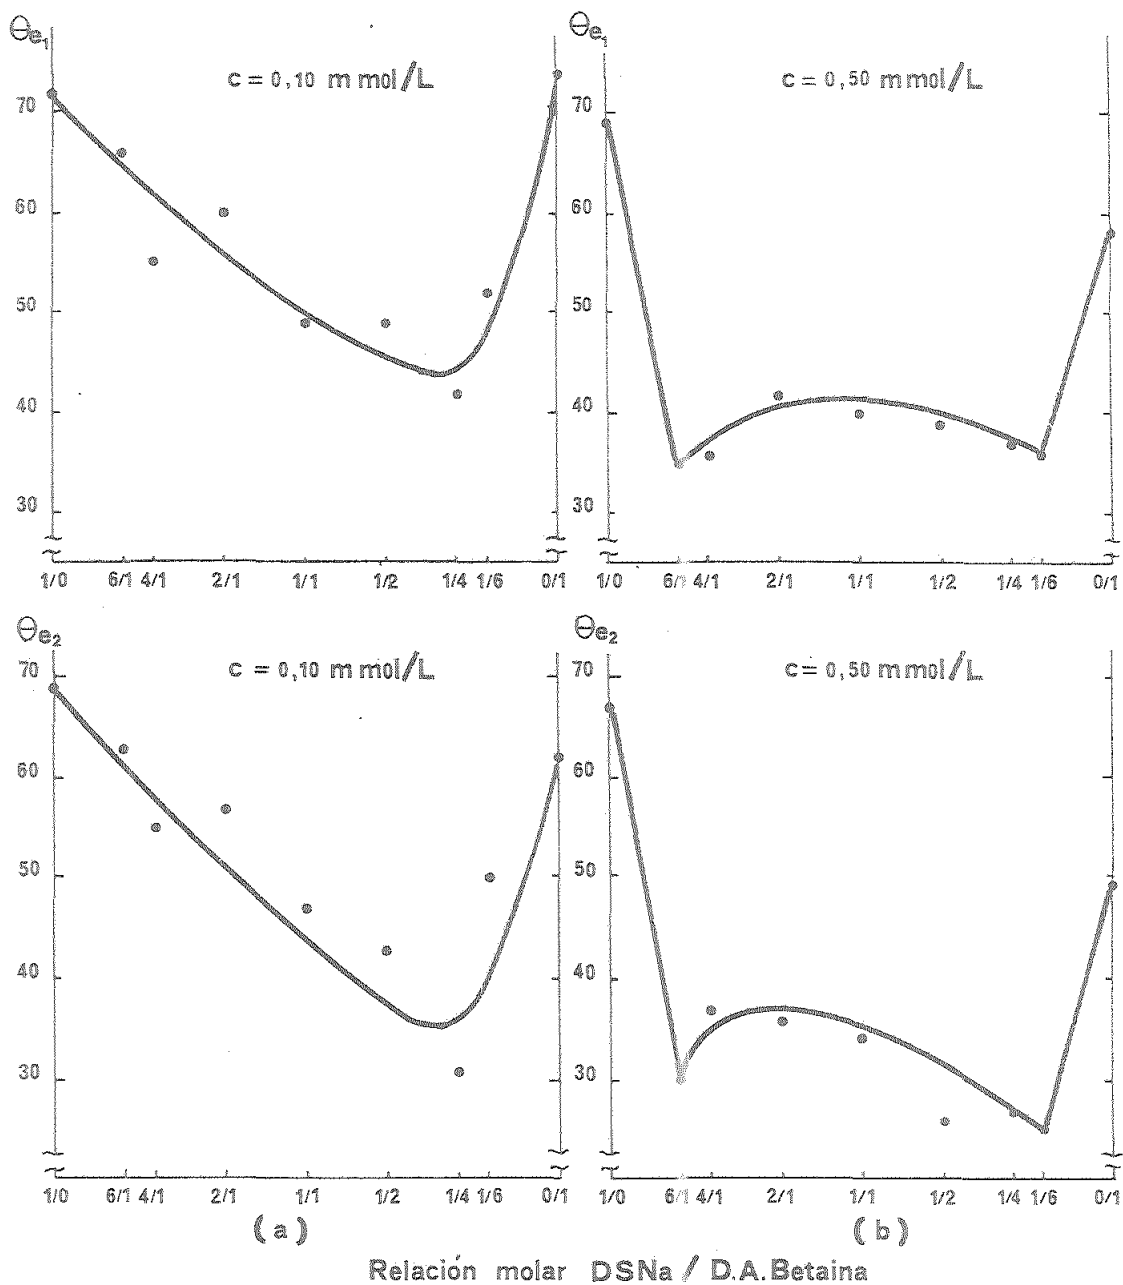 θe1
c = 0,10 m mol/L
70
60
50
40
30
1/0 6/1 4/1 2/1 1/1 1/2 1/4 1/6 0/1
θe1
c = 0,50 mmol/L
70
60
50
40
30
1/0 6/1 4/1 2/1 1/1 1/2 1/4 1/6 0/1
θe2
c = 0,10 m mol/L
70
60
50
40
30
1/0 6/1 4/1 2/1 1/1 1/2 1/4 1/6 0/1
(a)
θe2
c = 0,50 mmol/L
70
60
50
40
30
1/0 6/1 4/1 2/1 1/1 1/2 1/4 1/6 0/1
(b)
Relación molar DSNa / D.A.Betaina